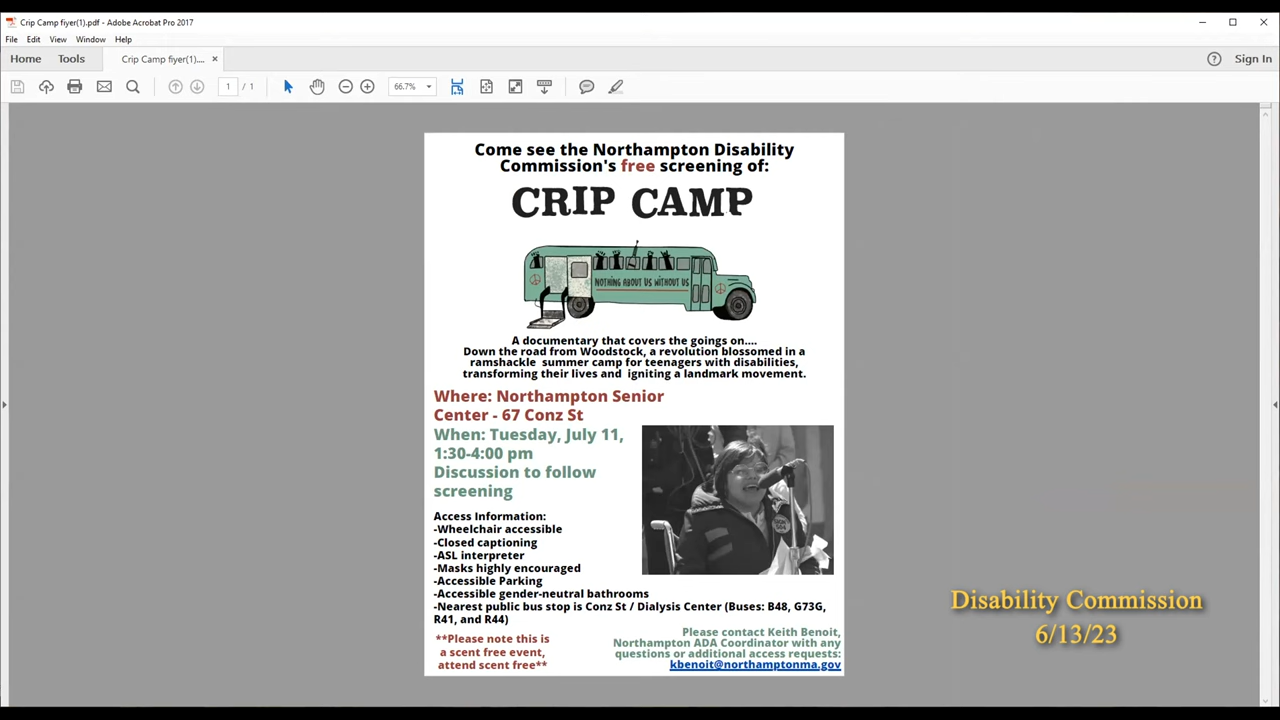 Crip Camp fiyer(1).pdf - Adobe Acrobat Pro 2017
File Edit View Window Help
Home Tools Crip Camp fiyer(1).... × Sign In
1 / 1 66.7%
Come see the Northampton Disability
Commission's free screening of:
CRIP CAMP
NOTHING ABOUT US WITHOUT US
A documentary that covers the goings on....
Down the road from Woodstock, a revolution blossomed in a
ramshackle summer camp for teenagers with disabilities,
transforming their lives and igniting a landmark movement.
Where: Northampton Senior
Center - 67 Conz St
When: Tuesday, July 11,
1:30-4:00 pm
Discussion to follow
screening
Access Information:
-Wheelchair accessible
-Closed captioning
-ASL interpreter
-Masks highly encouraged
-Accessible Parking
-Accessible gender-neutral bathrooms
-Nearest public bus stop is Conz St / Dialysis Center (Buses: B48, G73G,
R41, and R44)
**Please note this is
a scent free event,
attend scent free**
Please contact Keith Benoit,
Northampton ADA Coordinator with any
questions or additional access requests:
kbenoit@northamptonma.gov
Disability Commission
6/13/23